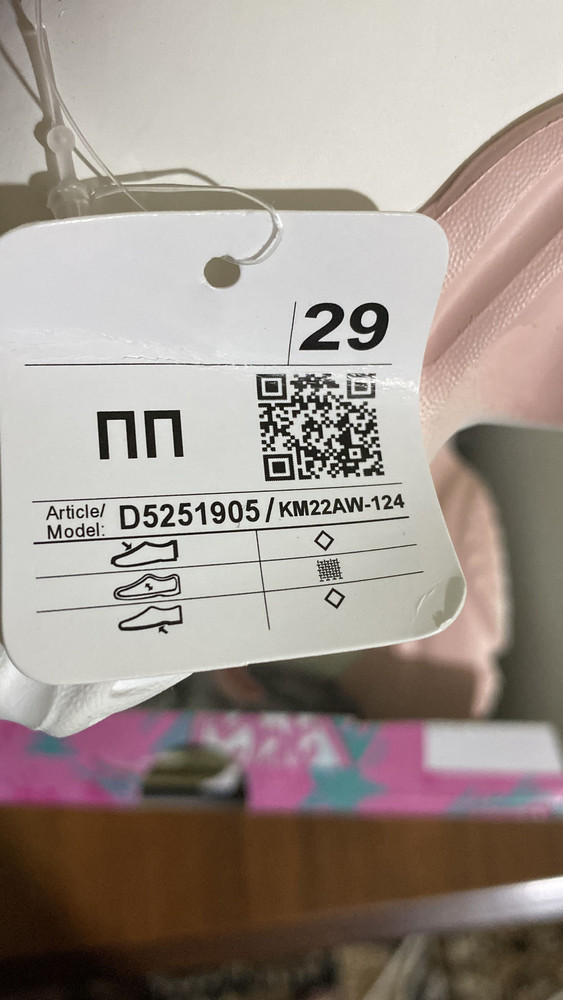 29
ПП
Article/
Model: D5251905/KM22AW-124